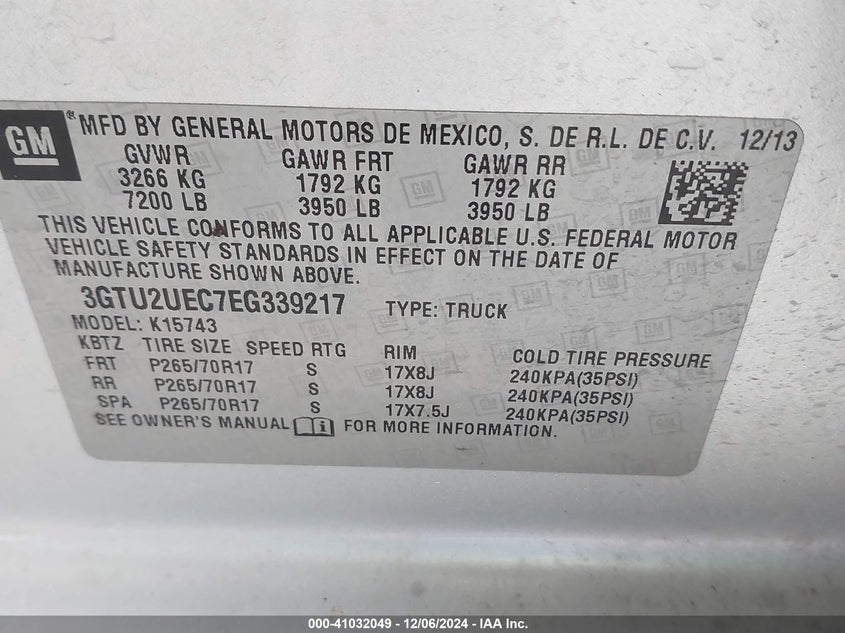 GM ® MFD BY GENERAL MOTORS DE MEXICO, S. DE R.L. DE C.V. 12/13
GVWR GAWR FRT GAWR RR
3266 KG 1792 KG 1792 KG
7200 LB 3950 LB 3950 LB
THIS VEHICLE CONFORMS TO ALL APPLICABLE U.S. FEDERAL MOTOR
VEHICLE SAFETY STANDARDS IN EFFECT ON THE DATE OF
MANUFACTURE SHOWN ABOVE.
3GTU2UEC7EG339217 TYPE: TRUCK
MODEL: K15743
KBTZ TIRE SIZE SPEED RTG RIM COLD TIRE PRESSURE
FRT P265/70R17 S 17X8J 240KPA(35PSI)
RR P265/70R17 S 17X8J 240KPA(35PSI)
SPA P265/70R17 S 17X7.5J 240KPA(35PSI)
SEE OWNER'S MANUAL FOR MORE INFORMATION.
000-41032049 - 12/06/2024 - IAA Inc.